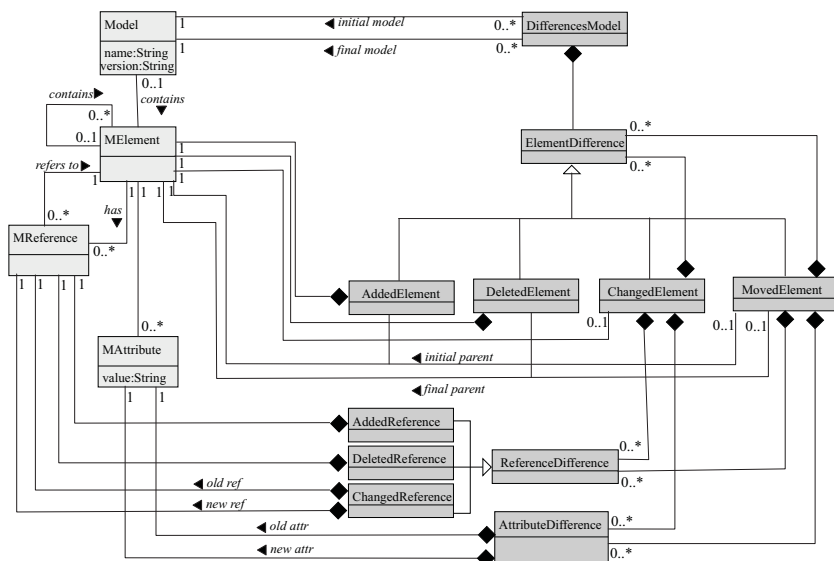 Model
1
initial model
0..*
DifferencesModel
name:String
version:String
1
final model
0..*
0..1
contains
contains
0..*
0..1
MElement
1
1
1
ElementDifference
0..*
0..*
refers to
1
1
1
1
1
has
0..*
0..*
MReference
1
1
1
1
AddedElement
DeletedElement
ChangedElement
MovedElement
0..1
0..1
0..1
0..*
MAttribute
value:String
initial parent
final parent
1
1
AddedReference
DeletedReference
ReferenceDifference
0..*
0..*
old ref
ChangedReference
new ref
old attr
AttributeDifference
0..*
new attr
0..*